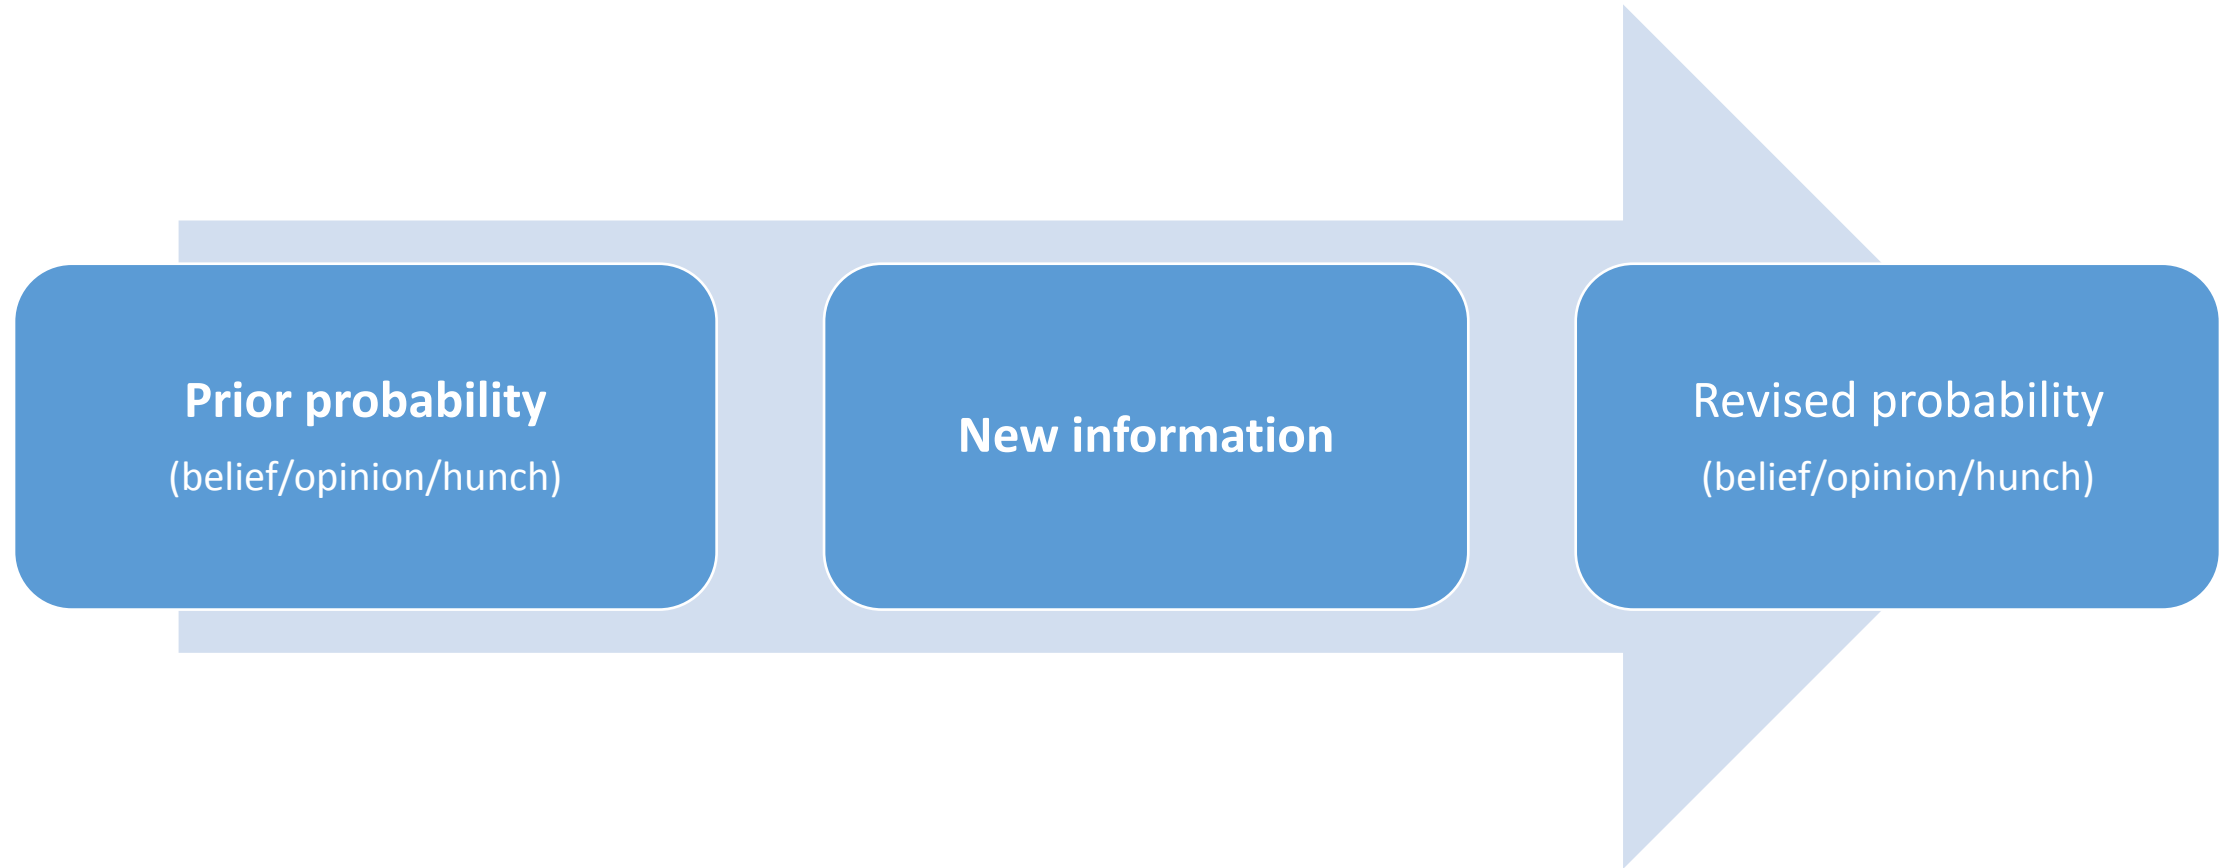 Prior probability
(belief/opinion/hunch)
New information
Revised probability
(belief/opinion/hunch)